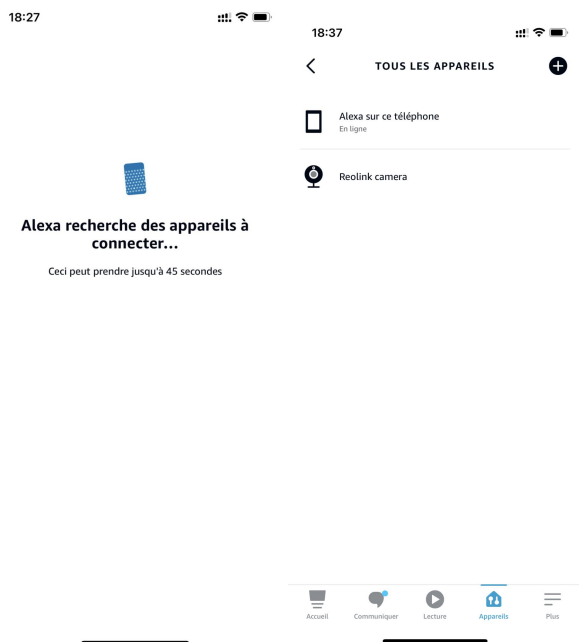 18:27
Alexa recherche des appareils à
connecter...
Ceci peut prendre jusqu'à 45 secondes
18:37
TOUS LES APPAREILS
Alexa sur ce téléphone
En ligne
Reolink camera
Accueil
Communiquer
Lecture
Appareils
Plus